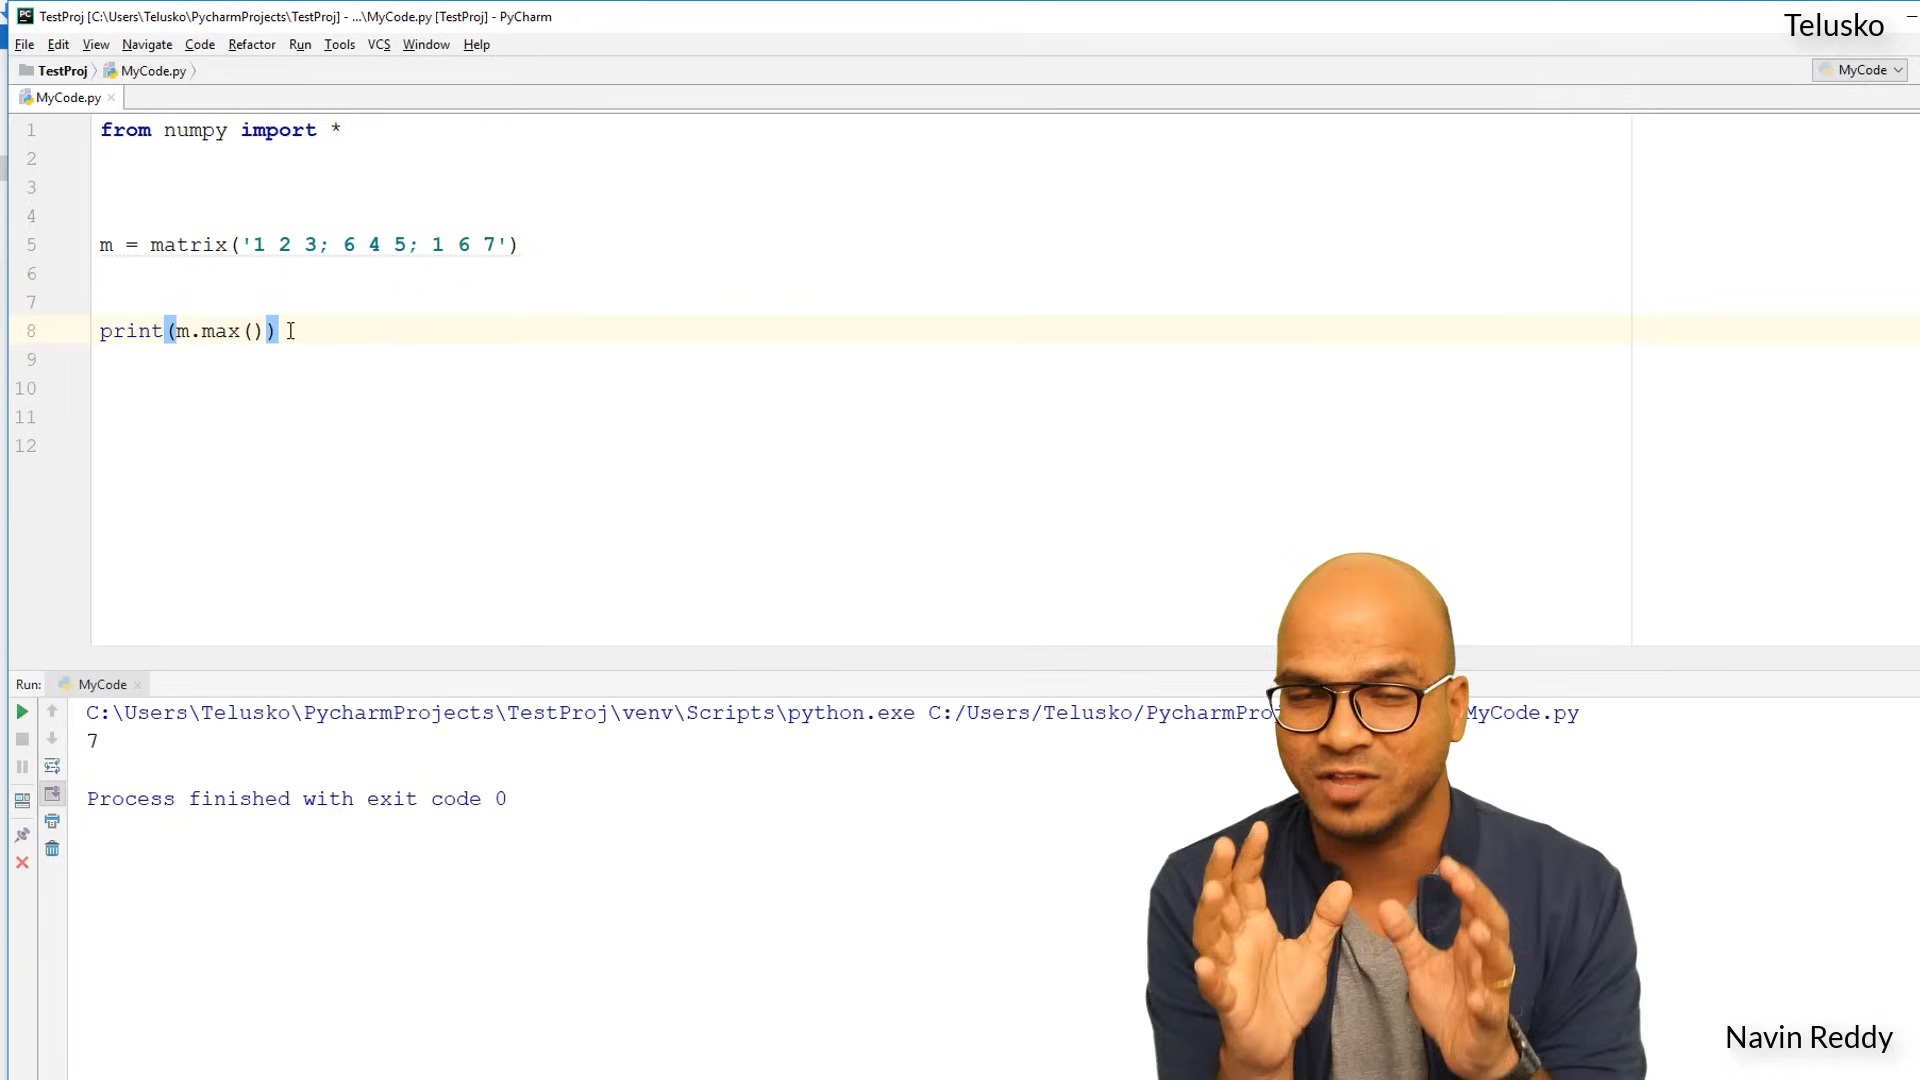 TestProj [C:\Users\Telusko\PycharmProjects\TestProj] - ...\MyCode.py [TestProj] - PyCharm
Telusko
File Edit View Navigate Code Refactor Run Tools VCS Window Help
TestProj MyCode.py
MyCode
MyCode.py
1 from numpy import *
2
3
4
5 m = matrix('1 2 3; 6 4 5; 1 6 7')
6
7
8 print(m.max())
9
10
11
12
Run: MyCode
C:\Users\Telusko\PycharmProjects\TestProj\venv\Scripts\python.exe C:/Users/Telusko/PycharmPro MyCode.py
7
Process finished with exit code 0
Navin Reddy